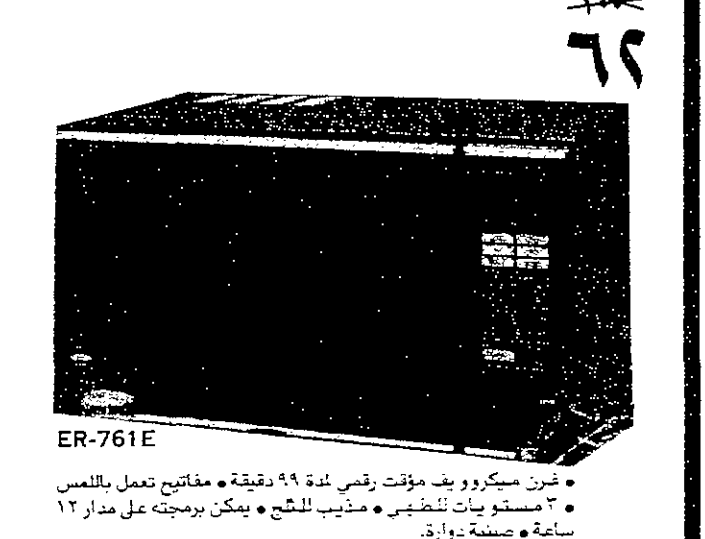 ٦٢
ER-761E
• فرن ميكروويف مؤقت رقمي لمدة ٩٩ دقيقة • مفاتيح تعمل باللمس
• ٣ مستويات للطهي • مذيب للثلج • يمكن برمجته على مدار ١٢
ساعة • صينية دوارة.